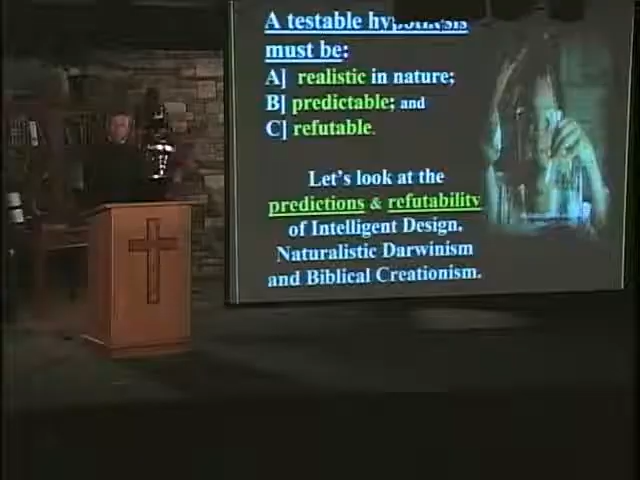 A testable hypothesis
must be:
A] realistic in nature;
B] predictable; and
C] refutable.
Let's look at the
predictions & refutability
of Intelligent Design,
Naturalistic Darwinism
and Biblical Creationism.